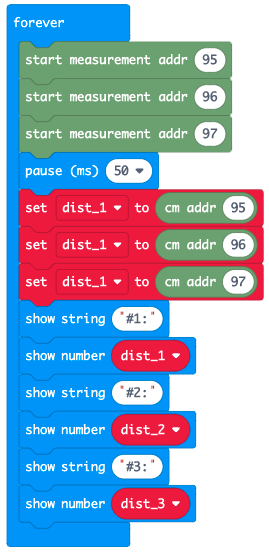 forever
start measurement addr 95
start measurement addr 96
start measurement addr 97
pause (ms) 50
set dist_1 to cm addr 95
set dist_1 to cm addr 96
set dist_1 to cm addr 97
show string "#1:"
show number dist_1
show string "#2:"
show number dist_2
show string "#3:"
show number dist_3